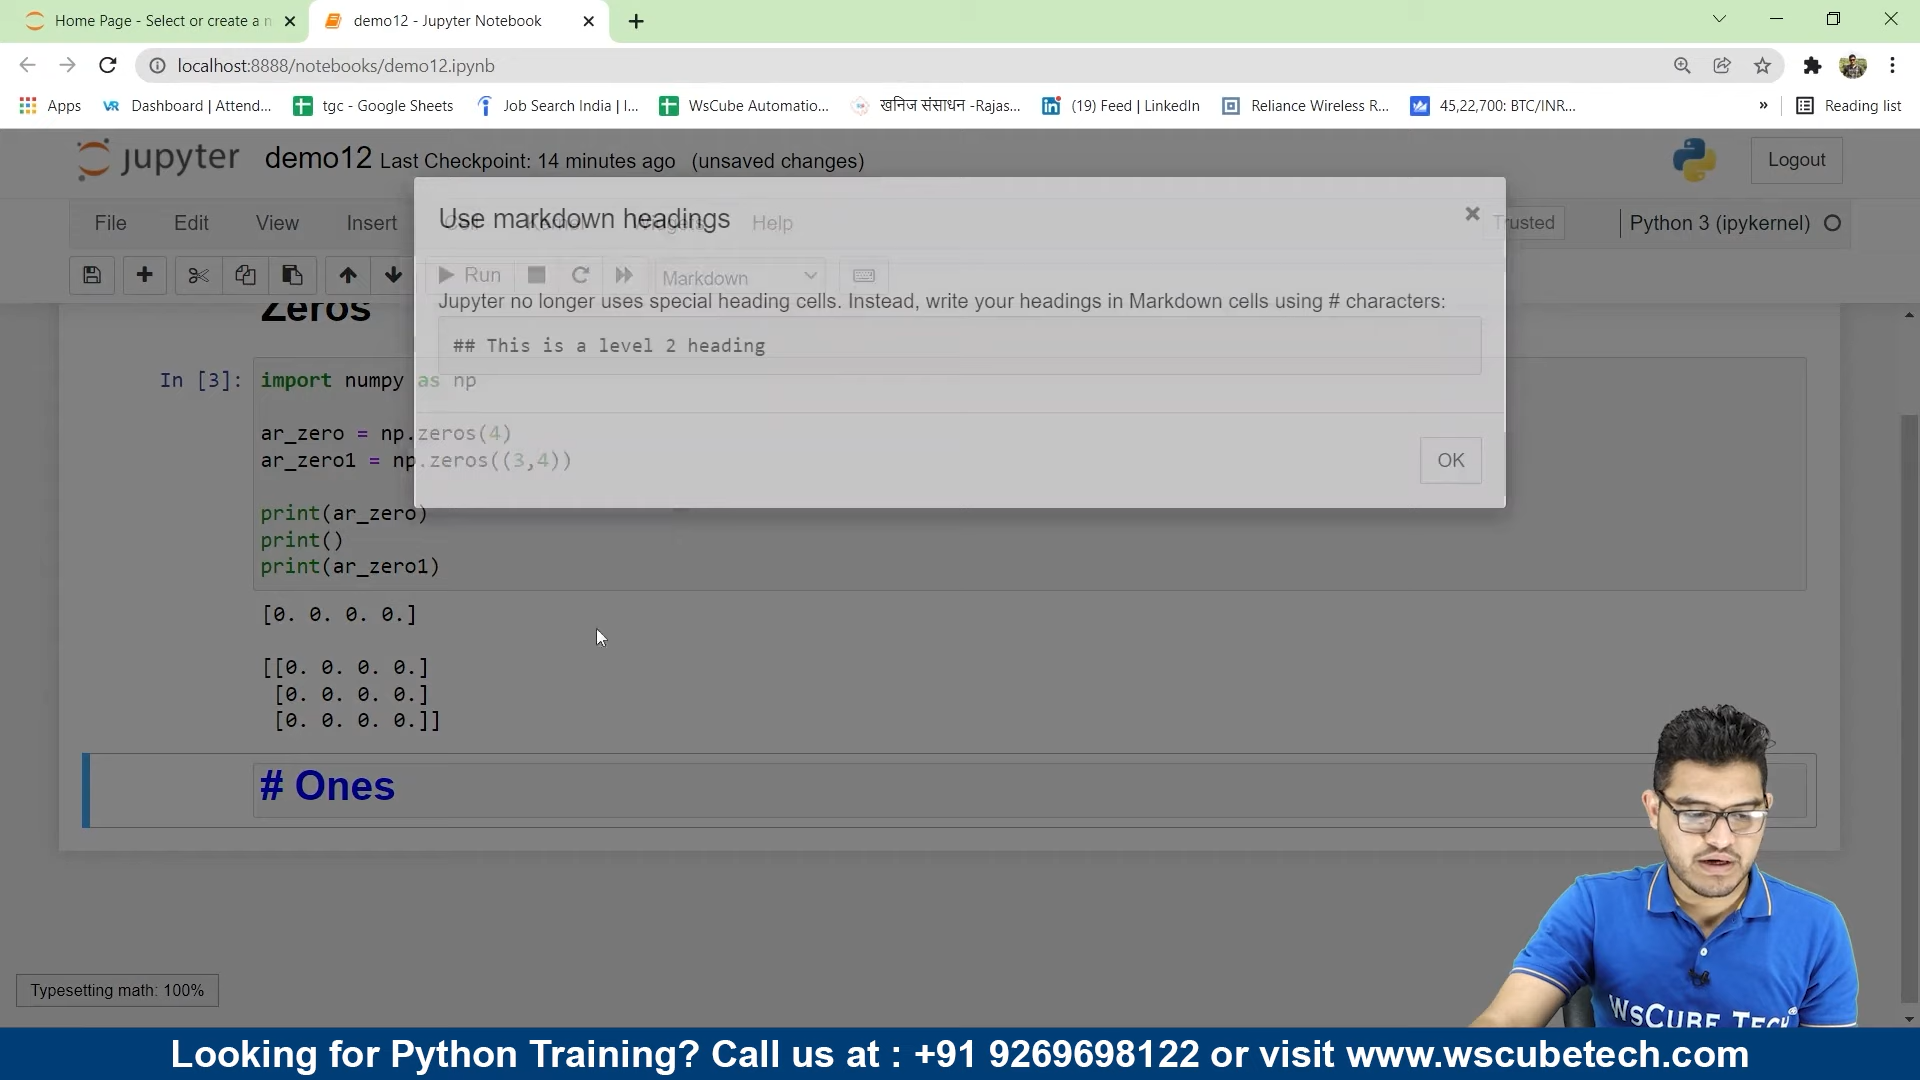 Home Page - Select or create a n
demo12 - Jupyter Notebook
localhost:8888/notebooks/demo12.ipynb
Apps
Dashboard | Attend...
tgc - Google Sheets
Job Search India | I...
WsCube Automatio...
खनिज संसाधन -Rajas...
(19) Feed | LinkedIn
Reliance Wireless R...
45,22,700: BTC/INR...
»
Reading list
jupyter demo12 Last Checkpoint: 14 minutes ago (unsaved changes)
Logout
File Edit View Insert Cell Kernel Widgets Help
Trusted
Python 3 (ipykernel)
Use markdown headings
Run
Markdown
Jupyter no longer uses special heading cells. Instead, write your headings in Markdown cells using # characters:
## This is a level 2 heading
OK
Zeros
In [3]:
import numpy as np
ar_zero = np.zeros(4)
ar_zero1 = np.zeros((3,4))
print(ar_zero)
print()
print(ar_zero1)
[0. 0. 0. 0.]
[[0. 0. 0. 0.]
[0. 0. 0. 0.]
[0. 0. 0. 0.]]
# Ones
Typesetting math: 100%
WSCUBE TECH
Looking for Python Training? Call us at : +91 9269698122 or visit www.wscubetech.com